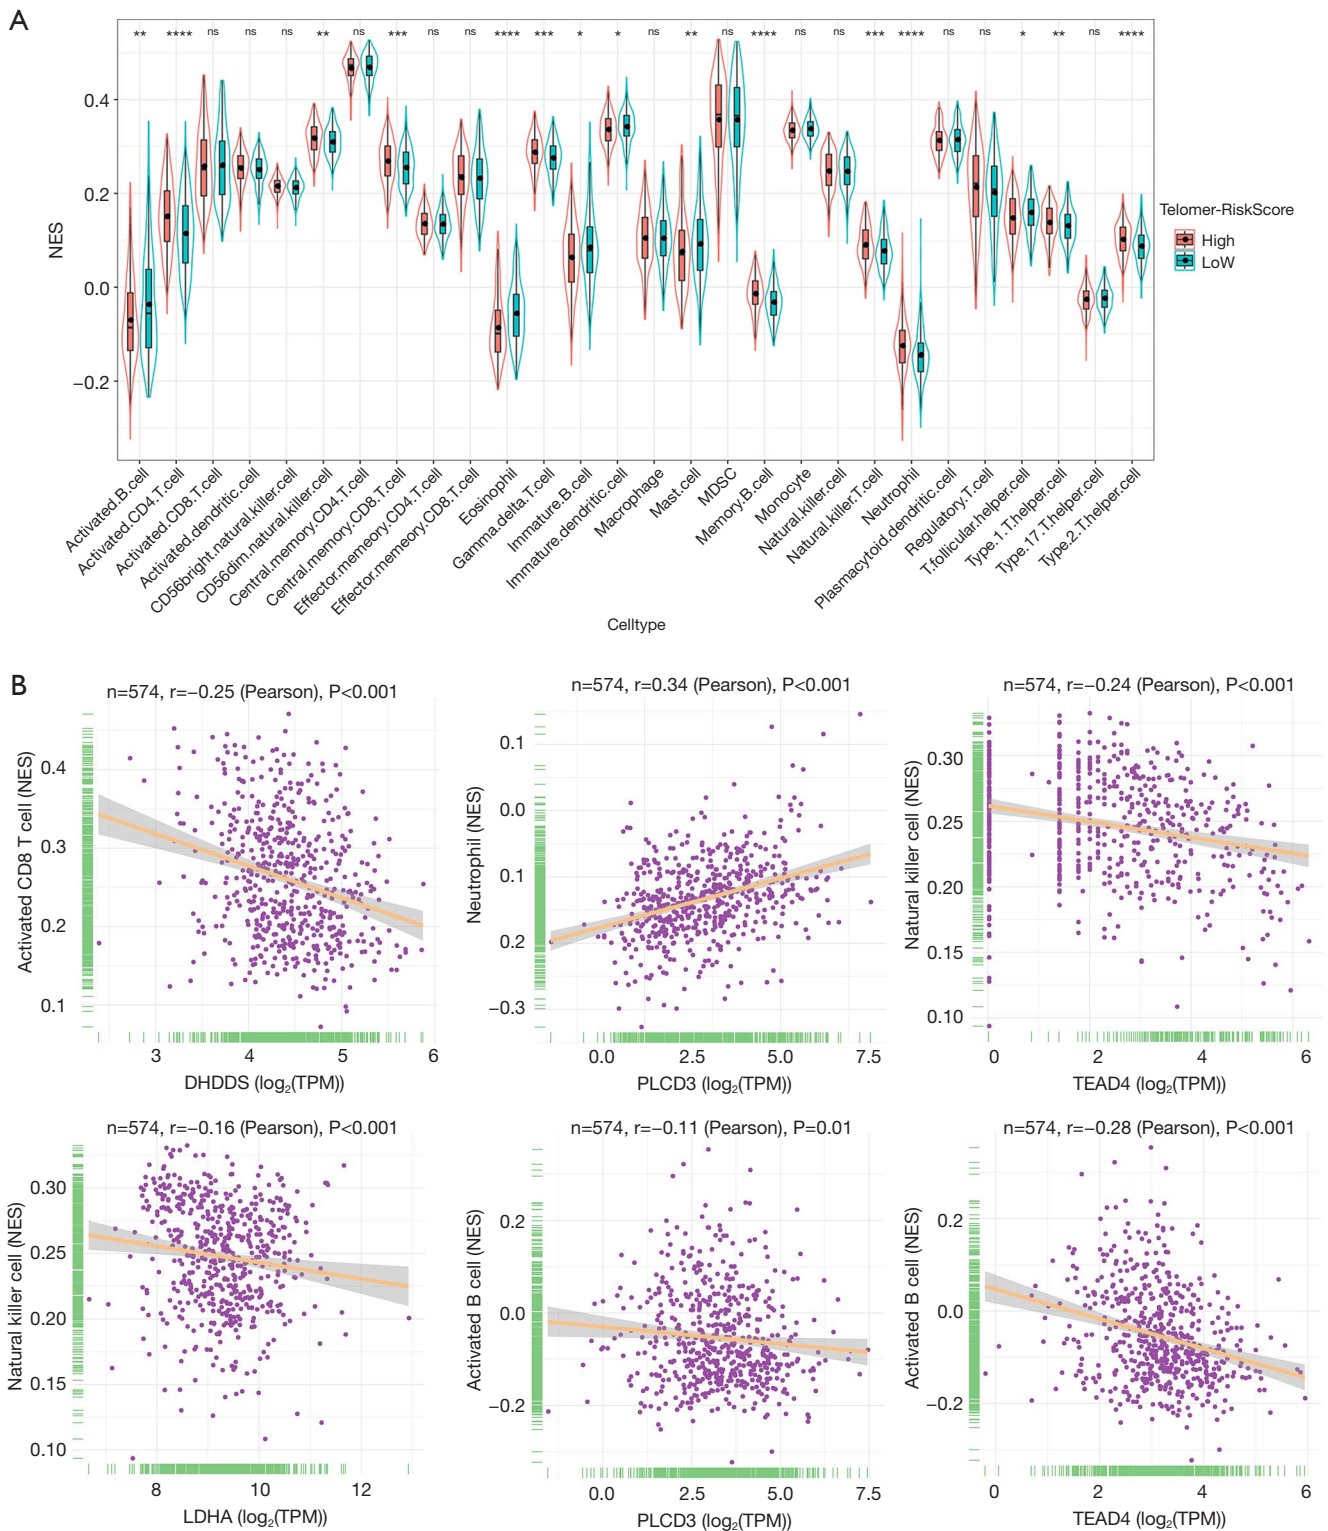 A
** **** ns ns ns ** ns *** ns ns **** *** * * ns ** ns **** ns ns *** **** ns ns * ** ns ****
0.4
0.2
0.0
−0.2
NES
Telomer-RiskScore
High
LoW
Activated.B.cell
Activated.CD4.T.cell
Activated.CD8.T.cell
Activated.dendritic.cell
CD56bright.natural.killer.cell
CD56dim.natural.killer.cell
Central.memory.CD4.T.cell
Central.memory.CD8.T.cell
Effector.memeory.CD4.T.cell
Effector.memeory.CD8.T.cell
Eosinophil
Gamma.delta.T.cell
Immature.B.cell
Immature.dendritic.cell
Macrophage
Mast.cell
MDSC
Memory.B.cell
Monocyte
Natural.killer.cell
Natural.killer.T.cell
Neutrophil
Plasmacytoid.dendritic.cell
Regulatory.T.cell
T.follicular.helper.cell
Type.1.T.helper.cell
Type.17.T.helper.cell
Type.2.T.helper.cell
Celltype
B
n=574, r=−0.25 (Pearson), P<0.001
Activated CD8 T cell (NES)
0.4
0.3
0.2
0.1
3 4 5 6
DHDDS (log2(TPM))
n=574, r=0.34 (Pearson), P<0.001
Neutrophil (NES)
0.1
0.0
0.1
0.2
−0.3
0.0 2.5 5.0 7.5
PLCD3 (log2(TPM))
n=574, r=−0.24 (Pearson), P<0.001
Natural killer cell (NES)
0.30
0.25
0.20
0.15
0.10
0 2 4 6
TEAD4 (log2(TPM))
n=574, r=−0.16 (Pearson), P<0.001
Natural killer cell (NES)
0.30
0.25
0.20
0.15
0.10
8 10 12
LDHA (log2(TPM))
n=574, r=−0.11 (Pearson), P=0.01
Activated B cell (NES)
0.2
0.0
−0.2
0.0 2.5 5.0 7.5
PLCD3 (log2(TPM))
n=574, r=−0.28 (Pearson), P<0.001
Activated B cell (NES)
0.2
0.0
−0.2
0 2 4 6
TEAD4 (log2(TPM))